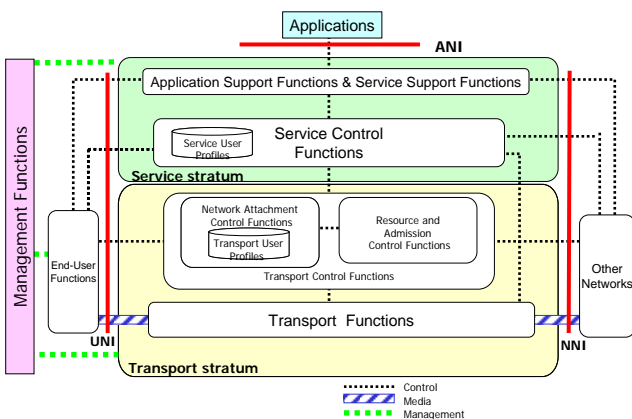 Applications
ANI
Application Support Functions & Service Support Functions
Service User
Profiles
Service Control
Functions
Service stratum
Management Functions
Network Attachment
Control Functions
Transport User
Profiles
Resource and
Admission
Control Functions
Transport Control Functions
End-User
Functions
Other
Networks
Transport Functions
UNI
NNI
Transport stratum
Control
Media
Management